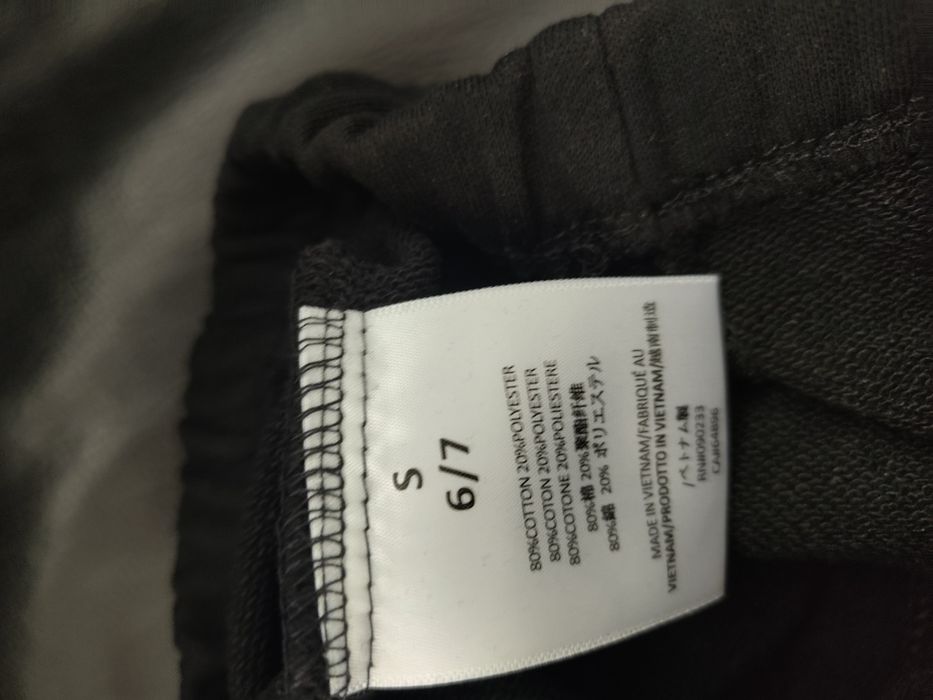 S
6/7
80%COTTON 20%POLYESTER
80%COTON 20%POLYESTER
80%COTONE 20%POLIESTERE
80%棉 20%聚酯纤维
80%綿 20% ポリエステル
MADE IN VIETNAM/FABRIQUÉ AU
VIETNAM/PRODOTTO IN VIETNAM/越南制造
/ベトナム製
RN#090233
CA#64896